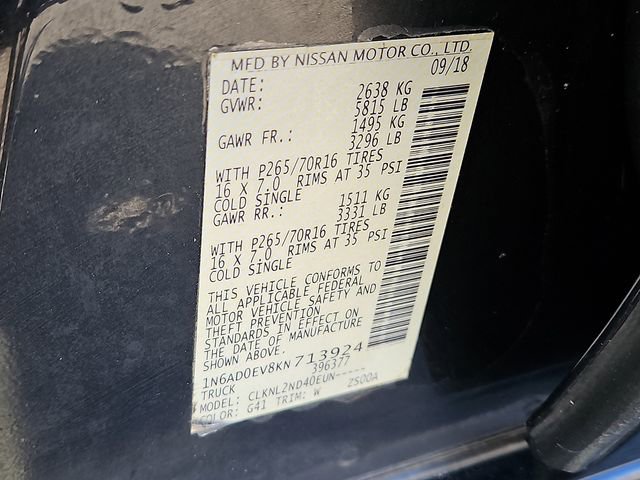 MFD BY NISSAN MOTOR CO., LTD.
DATE: 09/18
GVWR: 2638 KG
5815 LB
GAWR FR.: 1495 KG
3296 LB
WITH P265/70R16 TIRES
16 X 7.0 RIMS AT 35 PSI
COLD SINGLE
GAWR RR.: 1511 KG
3331 LB
WITH P265/70R16 TIRES
16 X 7.0 RIMS AT 35 PSI
COLD SINGLE
THIS VEHICLE CONFORMS TO
ALL APPLICABLE FEDERAL
MOTOR VEHICLE SAFETY AND
THEFT PREVENTION
STANDARDS IN EFFECT ON
THE DATE OF MANUFACTURE
SHOWN ABOVE.
1N6AD0EV8KN713924
TRUCK 396377
MODEL: CLKNL2ND40EUN-----
COLOR: G41 TRIM: W ZS00A